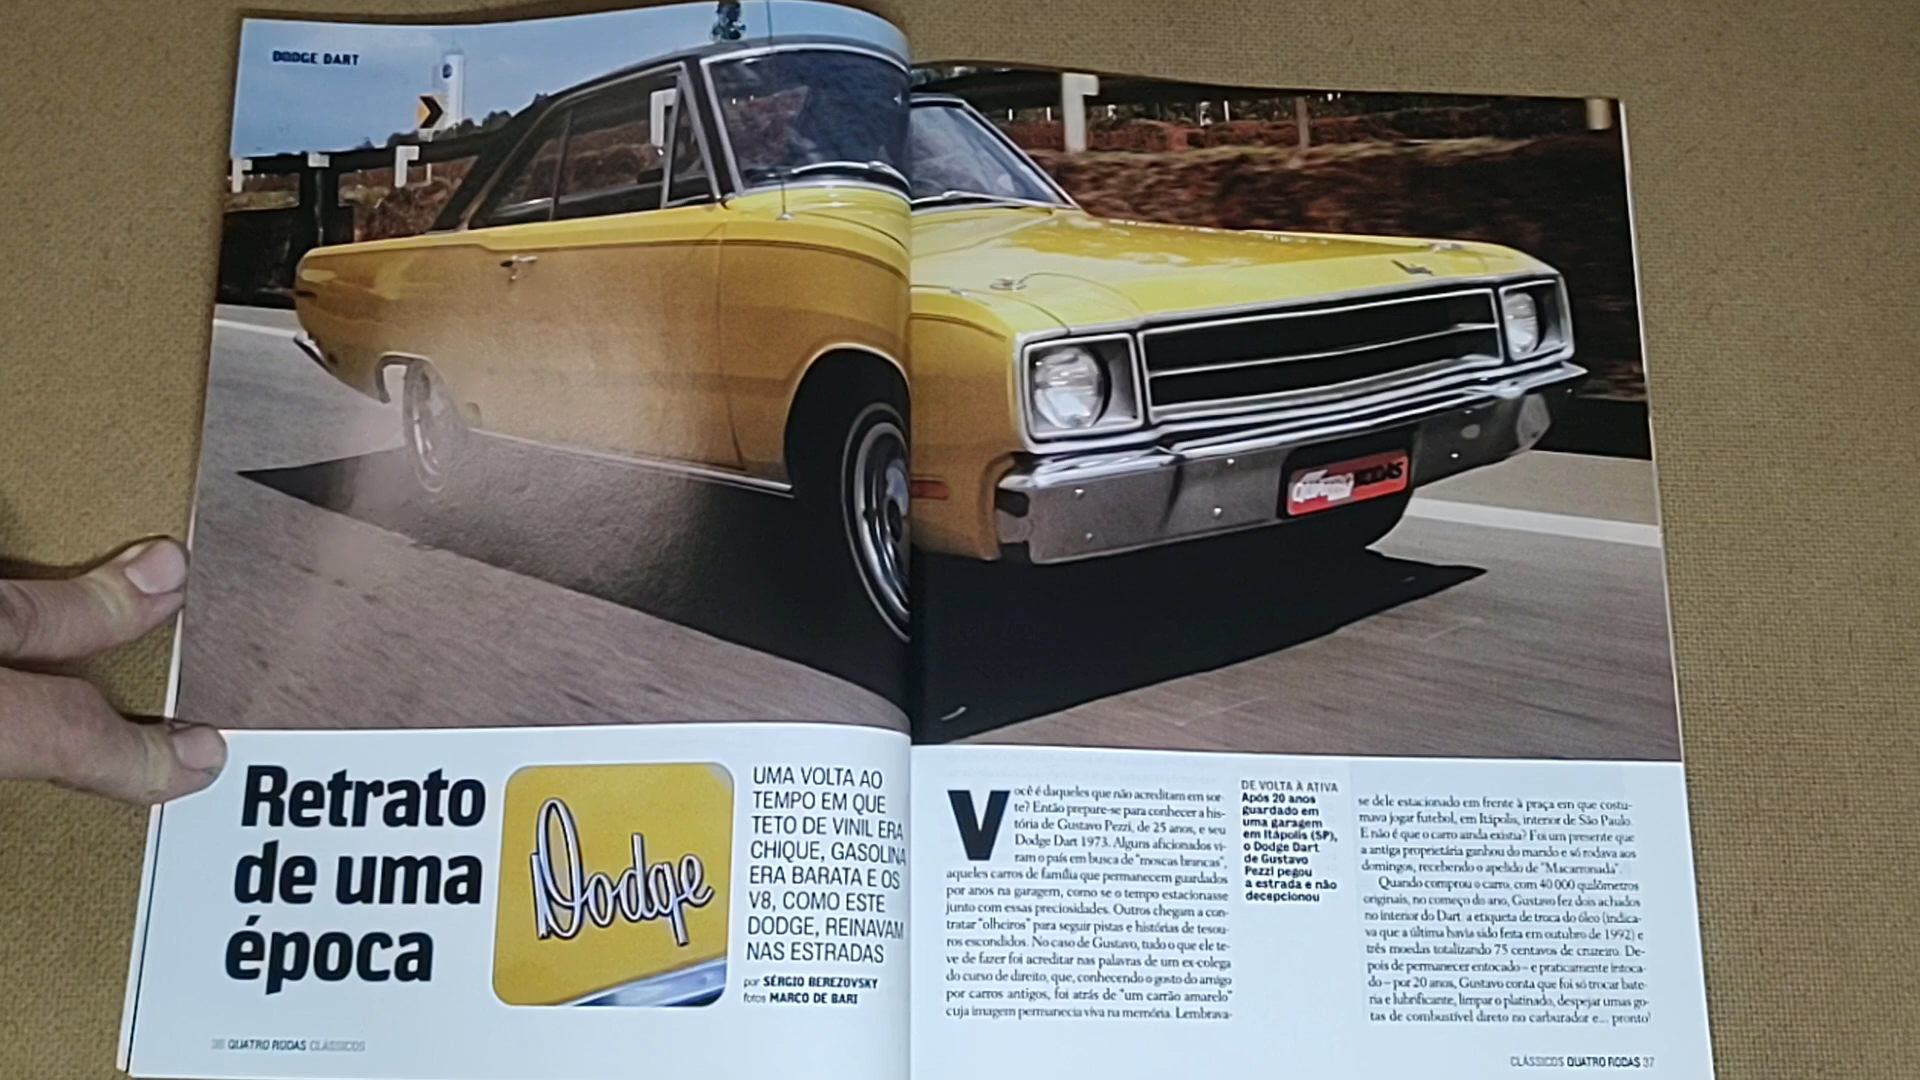 DODGE DART
QUATRO RODAS
Retrato
de uma
época
Dodge
UMA VOLTA AO
TEMPO EM QUE
TETO DE VINIL ERA
CHIQUE, GASOLINA
ERA BARATA E OS
V8, COMO ESTE
DODGE, REINAVAM
NAS ESTRADAS
por SÉRGIO BEREZOVSKY
fotos MARCO DE BARI
36 QUATRO RODAS CLÁSSICOS
Você é daqueles que não acreditam em sor-
te? Então prepare-se para conhecer a his-
tória de Gustavo Pezzi, de 25 anos, e seu
Dodge Dart 1973. Alguns aficionados vi-
ram o país em busca de "moscas brancas",
aqueles carros de família que permanecem guardados
por anos na garagem, como se o tempo estacionasse
junto com essas preciosidades. Outros chegam a con-
tratar "olheiros" para seguir pistas e histórias de tesou-
ros escondidos. No caso de Gustavo, tudo o que ele te-
ve de fazer foi acreditar nas palavras de um ex-colega
do curso de direito, que, conhecendo o gosto do amigo
por carros antigos, foi atrás de "um carrão amarelo"
cuja imagem permanecia viva na memória. Lembrava-
DE VOLTA À ATIVA
Após 20 anos
guardado em
uma garagem
em Itápolis (SP),
o Dodge Dart
de Gustavo
Pezzi pegou
a estrada e não
decepcionou
se dele estacionado em frente à praça em que costu-
mava jogar futebol, em Itápolis, interior de São Paulo.
E não é que o carro ainda existia? Foi um presente que
a antiga proprietária ganhou do marido e só rodava aos
domingos, recebendo o apelido de "Macarronada".
Quando comprou o carro, com 40 000 quilômetros
originais, no começo do ano, Gustavo fez dois achados
no interior do Dart: a etiqueta de troca do óleo (indica-
va que a última havia sido feita em outubro de 1992) e
três moedas totalizando 75 centavos de cruzeiro. De-
pois de permanecer entocado – e praticamente intoca-
do – por 20 anos, Gustavo conta que foi só trocar bate-
ria e lubrificante, limpar o platinado, despejar umas go-
tas de combustível direto no carburador e... pronto!
CLÁSSICOS QUATRO RODAS 37